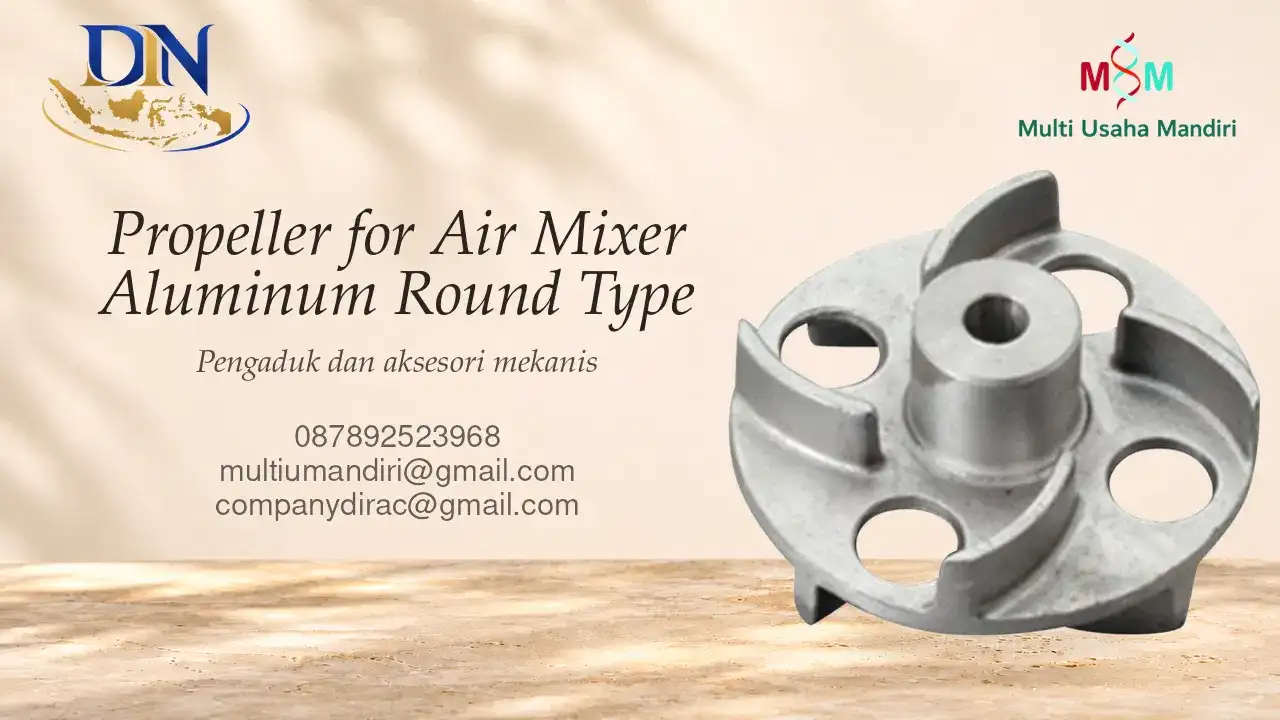 DN
MSM
Multi Usaha Mandiri
Propeller for Air Mixer
Aluminum Round Type
Pengaduk dan aksesori mekanis
087892523968
multiumandiri@gmail.com
companydirac@gmail.com